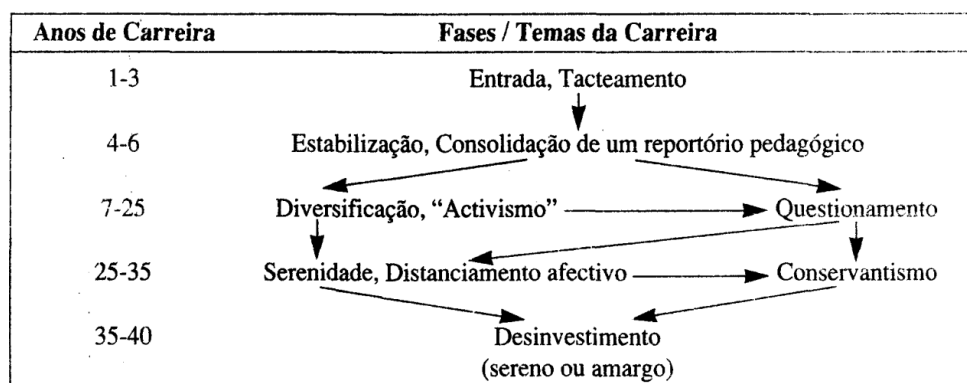 Anos de Carreira Fases / Temas da Carreira
1-3 Entrada, Tacteamento
4-6 Estabilização, Consolidação de um reportório pedagógico
7-25 Diversificação, “Activismo” Questionamento
25-35 Serenidade, Distanciamento afectivo Conservantismo
35-40 Desinvestimento
(sereno ou amargo)